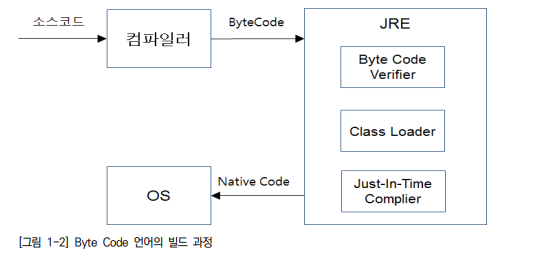 소스코드
컴파일러
ByteCode
JRE
Byte Code
Verifier
Class Loader
Just-In-Time
Complier
Native Code
OS
[그림 1-2] Byte Code 언어의 빌드 과정